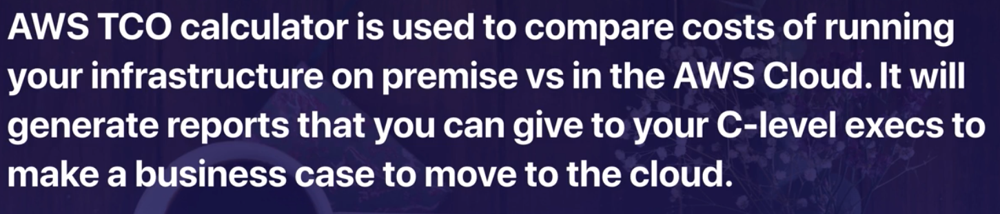 AWS TCO calculator is used to compare costs of running
your infrastructure on premise vs in the AWS Cloud. It will
generate reports that you can give to your C-level execs to
make a business case to move to the cloud.